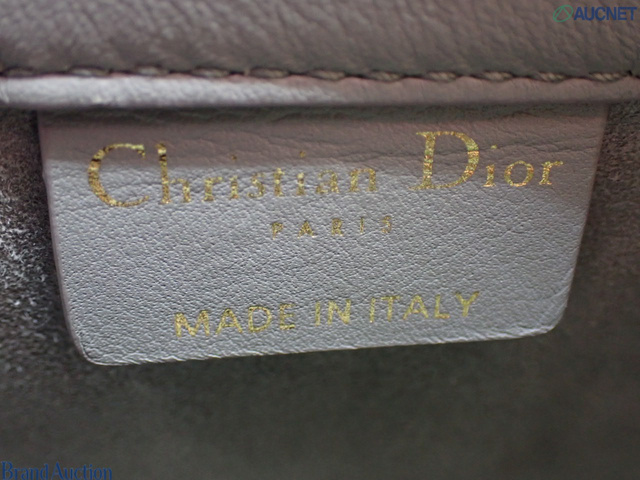 AUCNET
Christian Dior
PARIS
MADE IN ITALY
Brand Auction